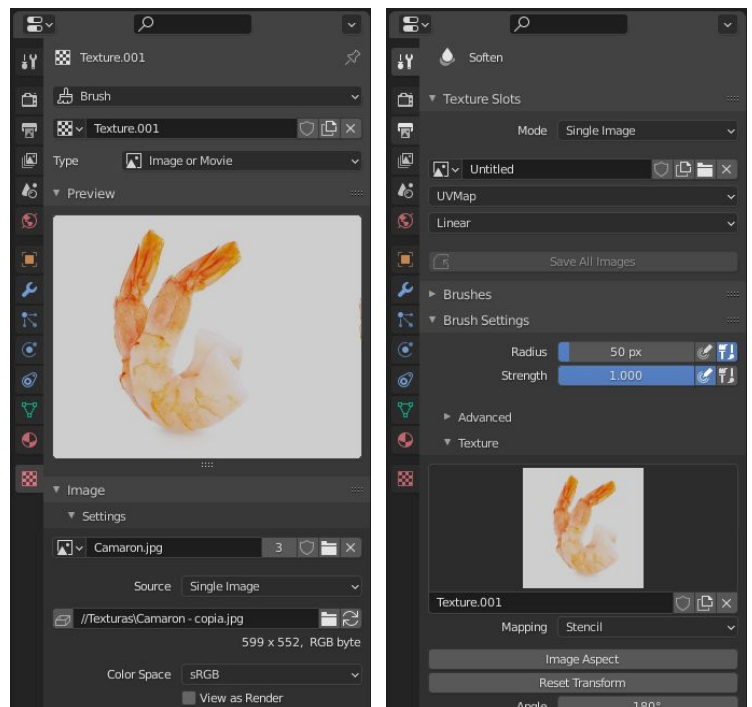 Texture.001
Brush
Texture.001
Type Image or Movie
Preview
Image
Settings
Camaron.jpg 3
Source Single Image
//Texturas\Camaron - copia.jpg
599 x 552, RGB byte
Color Space sRGB
View as Render
Soften
Texture Slots
Mode Single Image
Untitled
UVMap
Linear
Save All Images
Brushes
Brush Settings
Radius 50 px
Strength 1.000
Advanced
Texture
Texture.001
Mapping Stencil
Image Aspect
Reset Transform
Angle 180°